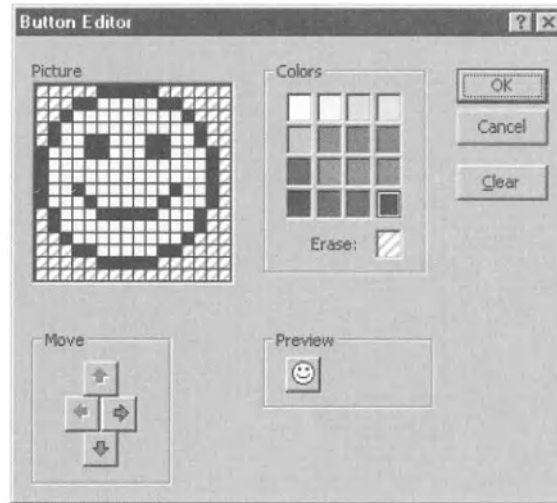 Button Editor
Picture
Colors
OK
Cancel
Clear
Erase:
Move
Preview